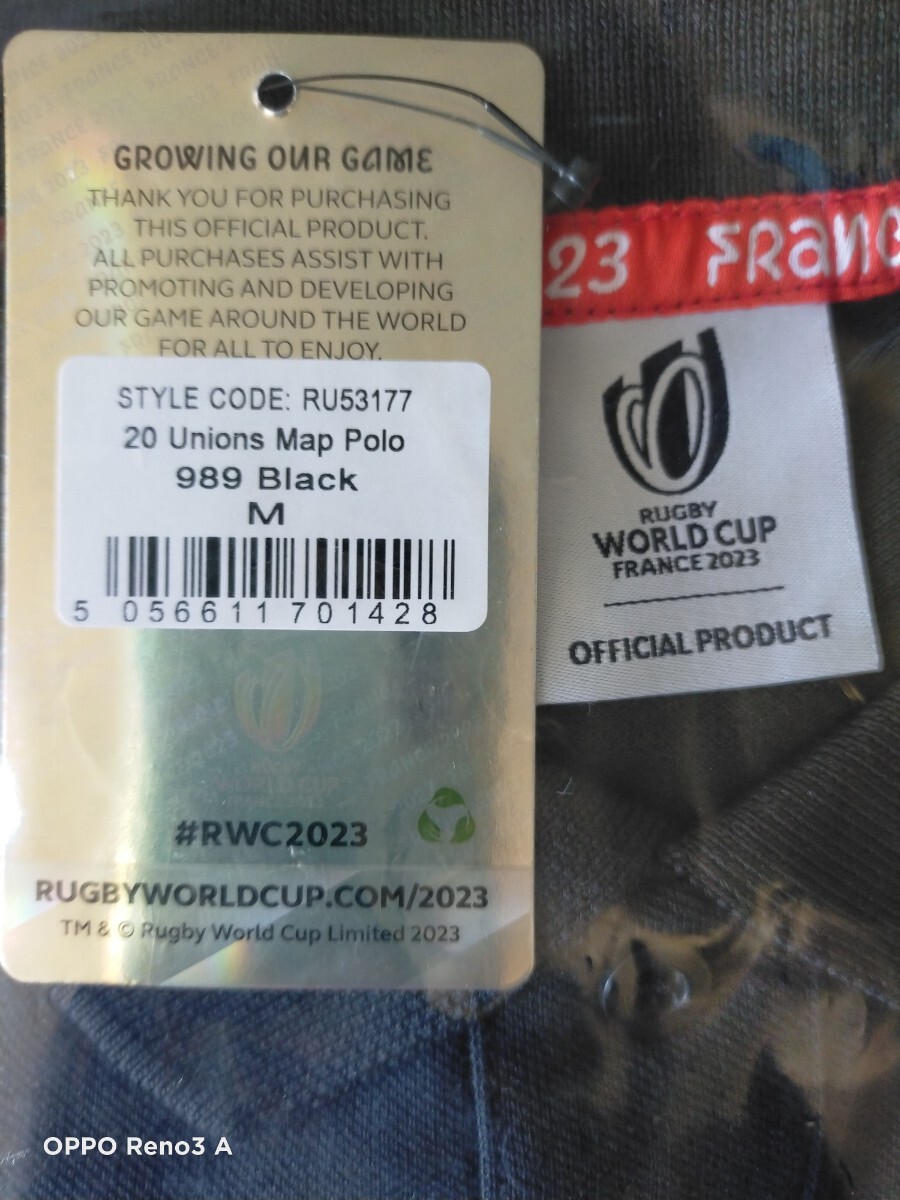 GROWING OUR GAME
THANK YOU FOR PURCHASING
THIS OFFICIAL PRODUCT.
ALL PURCHASES ASSIST WITH
PROMOTING AND DEVELOPING
OUR GAME AROUND THE WORLD
FOR ALL TO ENJOY.
STYLE CODE: RU53177
20 Unions Map Polo
989 Black
M
5 056611 701428
#RWC2023
RUGBYWORLDCUP.COM/2023
TM & © Rugby World Cup Limited 2023
23 FRANC
RUGBY
WORLD CUP
FRANCE 2023
OFFICIAL PRODUCT
OPPO Reno3 A